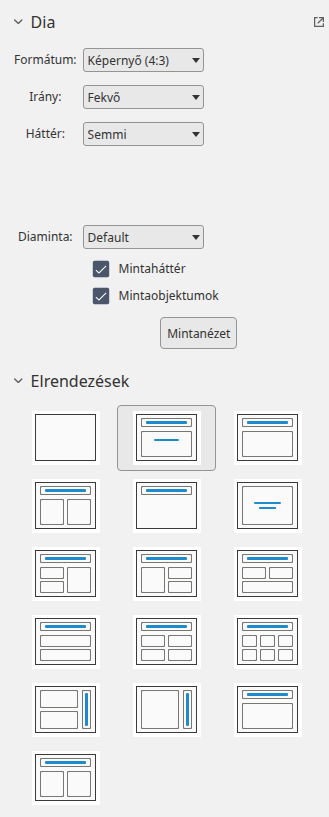 Dia
Formátum: Képernyő (4:3)
Irány: Fekvő
Háttér: Semmi
Diaminta: Default
Mintaháttér
Mintaobjektumok
Mintanézet
Elrendezések